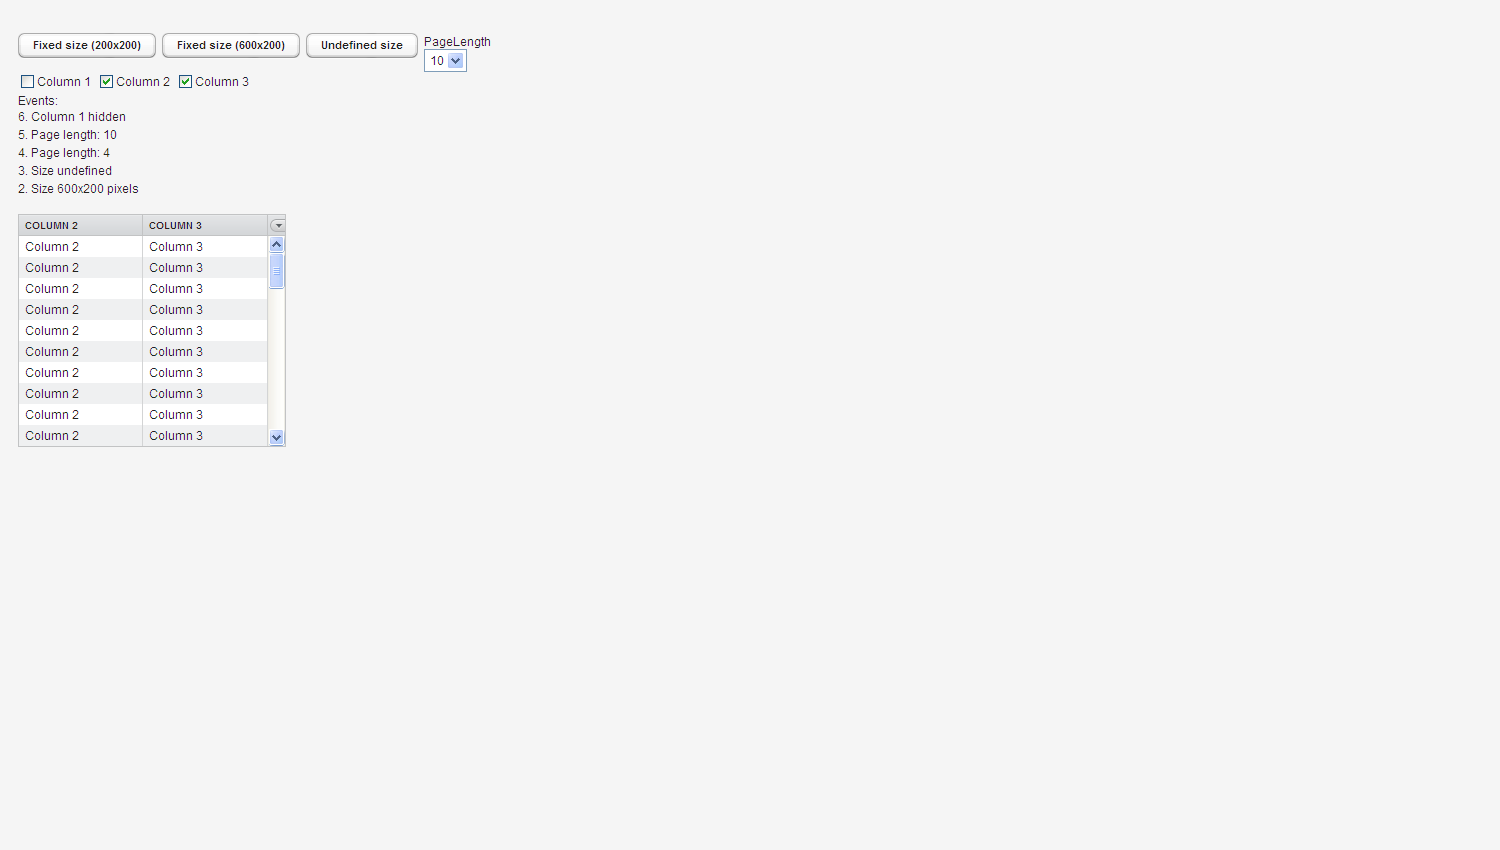 Fixed size (200x200) Fixed size (600x200) Undefined size PageLength
10
Column 1 Column 2 Column 3
Events:
6. Column 1 hidden
5. Page length: 10
4. Page length: 4
3. Size undefined
2. Size 600x200 pixels
COLUMN 2 COLUMN 3
Column 2 Column 3
Column 2 Column 3
Column 2 Column 3
Column 2 Column 3
Column 2 Column 3
Column 2 Column 3
Column 2 Column 3
Column 2 Column 3
Column 2 Column 3
Column 2 Column 3